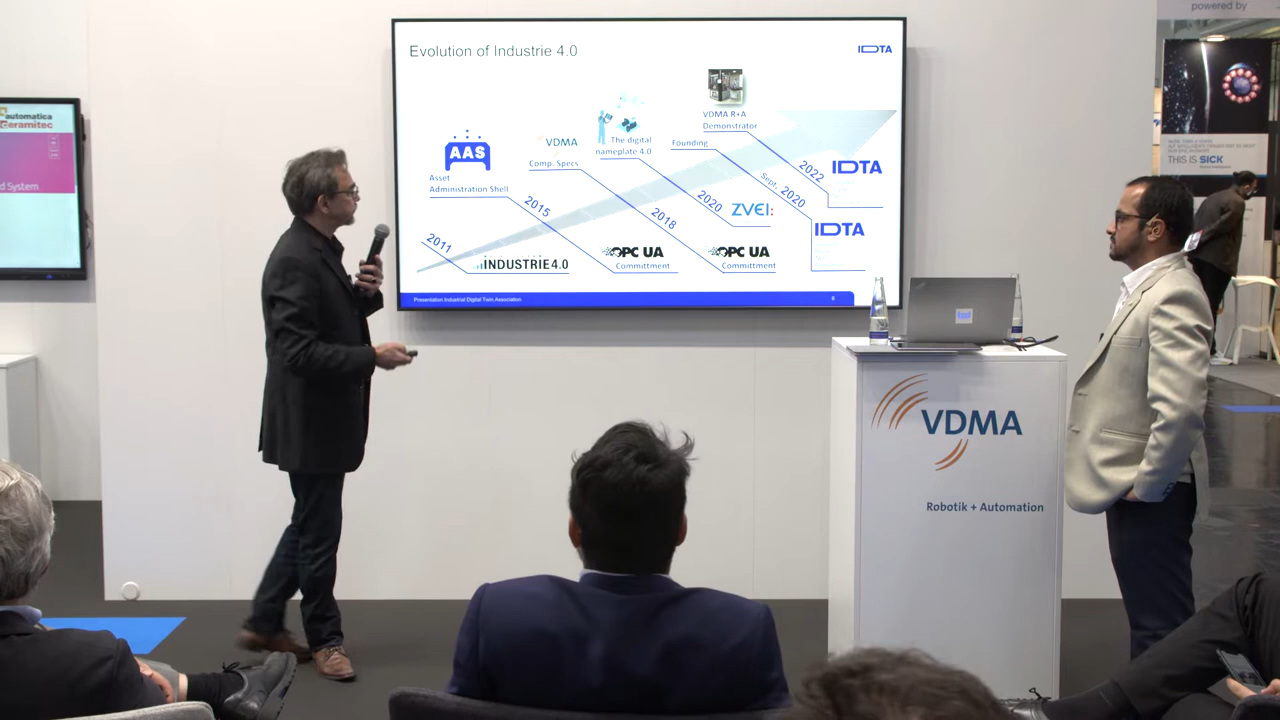 powered by
automatica
ceramitec
d System
Evolution of Industrie 4.0
IDTA
VDMA R+A
Demonstrator
Founding
The digital
nameplate 4.0
VDMA
Comp. Specs
AAS
Asset
Administration Shell
2011
2015
2018
2020
Sept. 2020
2022
IDTA
ZVEI:
IDTA
INDUSTRIE 4.0
OPC UA
Committment
OPC UA
Committment
Presentation Industrial Digital Twin Association
8
THIS IS SICK
VDMA
Robotik + Automation